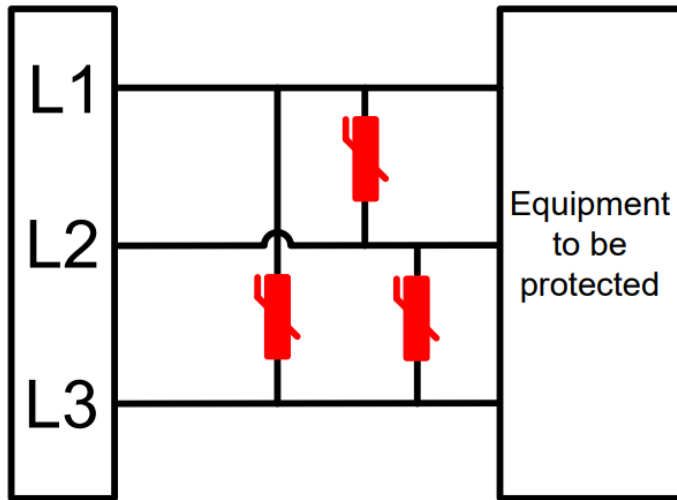 L1
L2
L3
Equipment
to be
protected